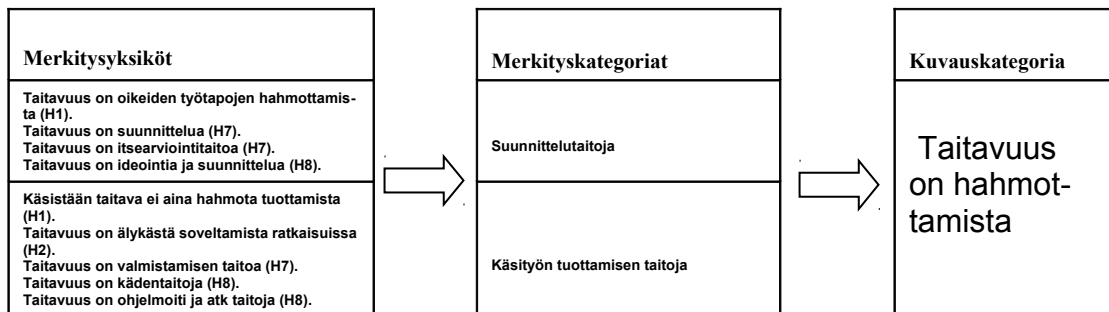 Merkitysyksiköt
Taitavuus on oikeiden työtapojen hahmottamis-
ta (H1).
Taitavuus on suunnittelua (H7).
Taitavuus on itsearviointitaitoa (H7).
Taitavuus on ideointia ja suunnittelua (H8).
Käsistään taitava ei aina hahmota tuottamista
(H1).
Taitavuus on älykästä soveltamista ratkaisuissa
(H2).
Taitavuus on valmistamisen taitoa (H7).
Taitavuus on kädentaitoja (H8).
Taitavuus on ohjelmoiti ja atk taitoja (H8).
Merkityskategoriat
Suunnittelutaitoja
Käsityön tuottamisen taitoja
Kuvauskategoria
Taitavuus
on hahmot-
tamista